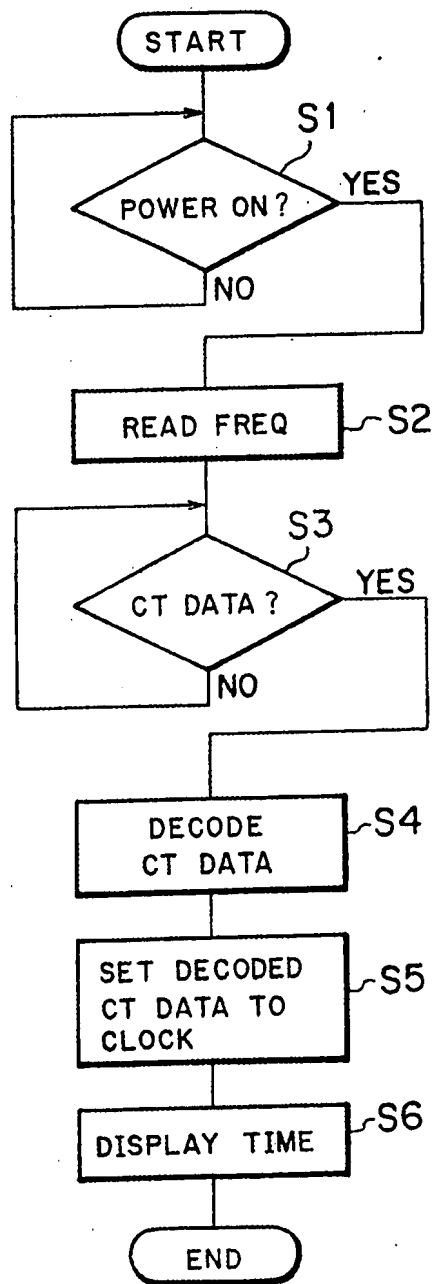 START
S1
POWER ON?
YES
NO
READ FREQ
S2
S3
CT DATA?
YES
NO
DECODE
CT DATA
S4
SET DECODED
CT DATA TO
CLOCK
S5
DISPLAY TIME
S6
END